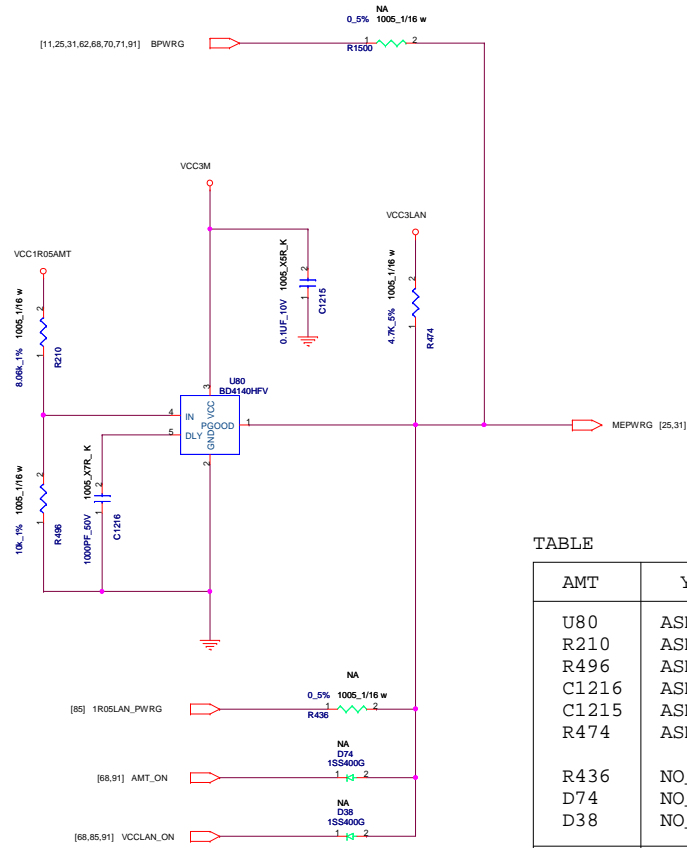 NA
0_5% 1005_1/16 w
[11,25,31,62,68,70,71,91] BPWRG
1 2
R1500
VCC3M
VCC3LAN
VCC1R05AMT
2
1
8.06k_1% 1005_1/16 w
R210
2
1
0.1UF_10V 1005_X5R_K
C1215
2
1
4.7K_5% 1005_1/16 w
R474
U80
BD4140HFV
3
VCC
4 IN
5 DLY
PGOOD 1
GND
2
MEPWRG [25,31]
2
1
10k_1% 1005_1/16 w
R496
2
1
1000PF_50V 1005_X7R_K
C1216
NA
0_5% 1005_1/16 w
[85] 1R05LAN_PWRG
1 2
R436
NA
D74
1SS400G
[68,91] AMT_ON
1 2
NA
D38
1SS400G
[68,85,91] VCCLAN_ON
1 2
TABLE
AMT
U80
R210
R496
C1216
C1215
R474
R436
D74
D38